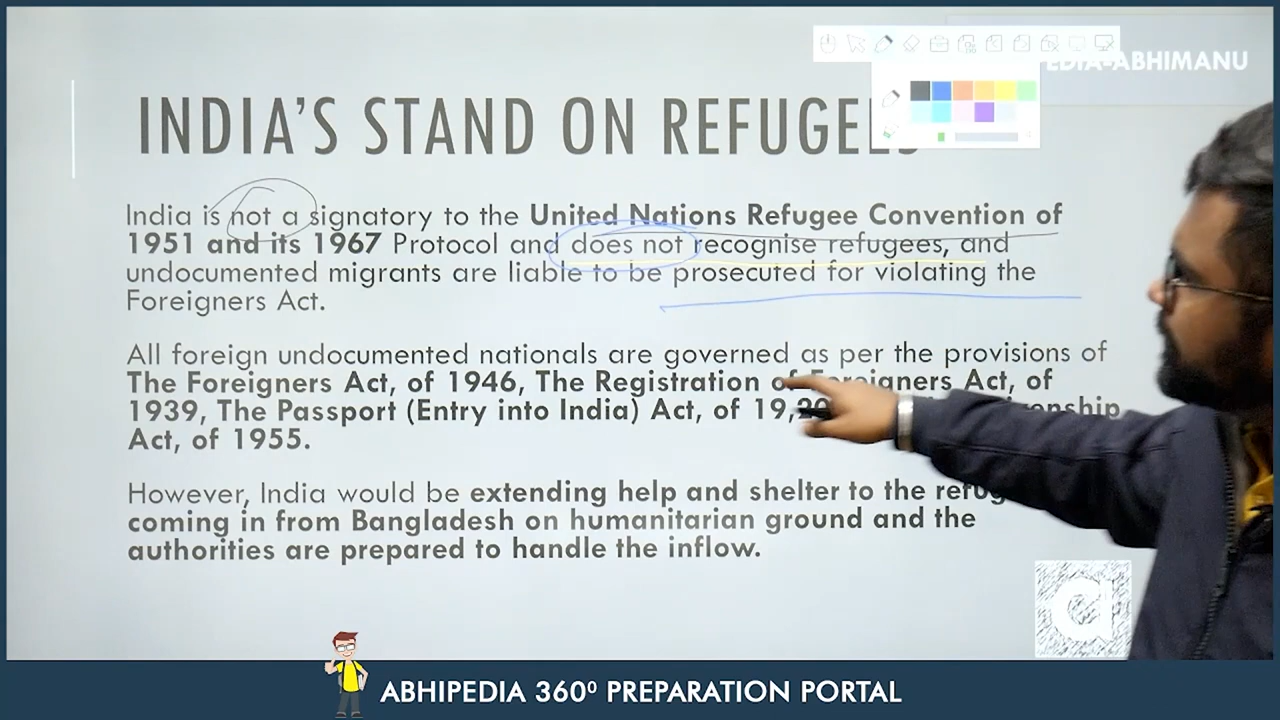 EDIA-ABHIMANU
INDIA'S STAND ON REFUGEES
India is not a signatory to the United Nations Refugee Convention of
1951 and its 1967 Protocol and does not recognise refugees, and
undocumented migrants are liable to be prosecuted for violating the
Foreigners Act.
All foreign undocumented nationals are governed as per the provisions of
The Foreigners Act, of 1946, The Registration of Foreigners Act, of
1939, The Passport (Entry into India) Act, of 19,20
Act, of 1955.
However, India would be extending help and shelter to the refug
coming in from Bangladesh on humanitarian ground and the
authorities are prepared to handle the inflow.
a
ABHIPEDIA 360⁰ PREPARATION PORTAL